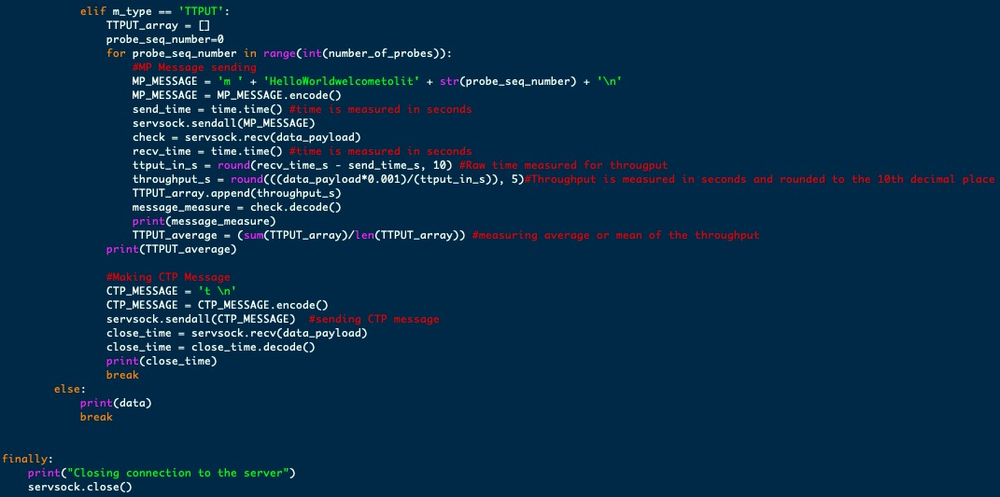 elif m_type == 'TTPUT':
TTPUT_array = []
probe_seq_number=0
for probe_seq_number in range(int(number_of_probes)):
#MP Message sending
MP_MESSAGE = 'm ' + 'HelloWorldwelcometolit' + str(probe_seq_number) + '\n'
MP_MESSAGE = MP_MESSAGE.encode()
send_time = time.time() #time is measured in seconds
servsock.sendall(MP_MESSAGE)
check = servsock.recv(data_payload)
recv_time = time.time() #time is measured in seconds
ttput_in_s = round(recv_time_s - send_time_s, 10) #Raw time measured for througput
throughput_s = round(((data_payload*0.001)/(ttput_in_s)), 5)#Throughput is measured in seconds and rounded to the 10th decimal place
TTPUT_array.append(throughput_s)
message_measure = check.decode()
print(message_measure)
TTPUT_average = (sum(TTPUT_array)/len(TTPUT_array)) #measuring average or mean of the throughput
print(TTPUT_average)
#Making CTP Message
CTP_MESSAGE = 't \n'
CTP_MESSAGE = CTP_MESSAGE.encode()
servsock.sendall(CTP_MESSAGE)  #sending CTP message
close_time = servsock.recv(data_payload)
close_time = close_time.decode()
print(close_time)
break
else:
print(data)
break
finally:
print("Closing connection to the server")
servsock.close()